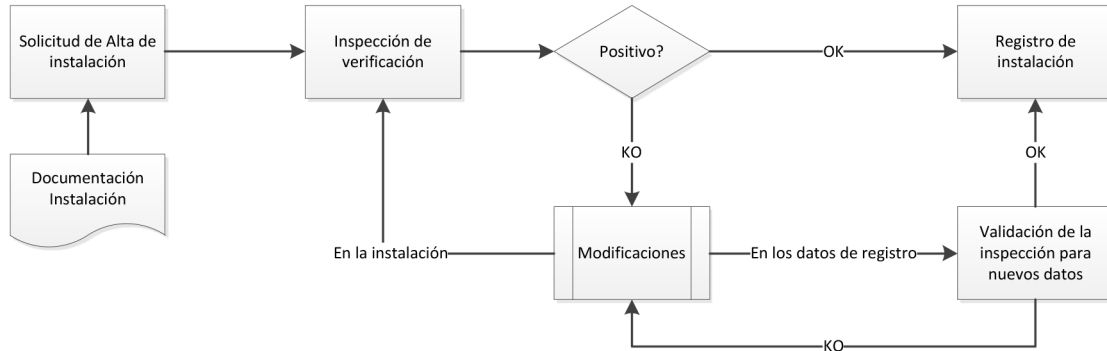 Solicitud de Alta de
instalación
Inspección de
verificación
Positivo?
OK
Registro de
instalación
Documentación
Instalación
KO
OK
En la instalación
Modificaciones
En los datos de registro
Validación de la
inspección para
nuevos datos
KO